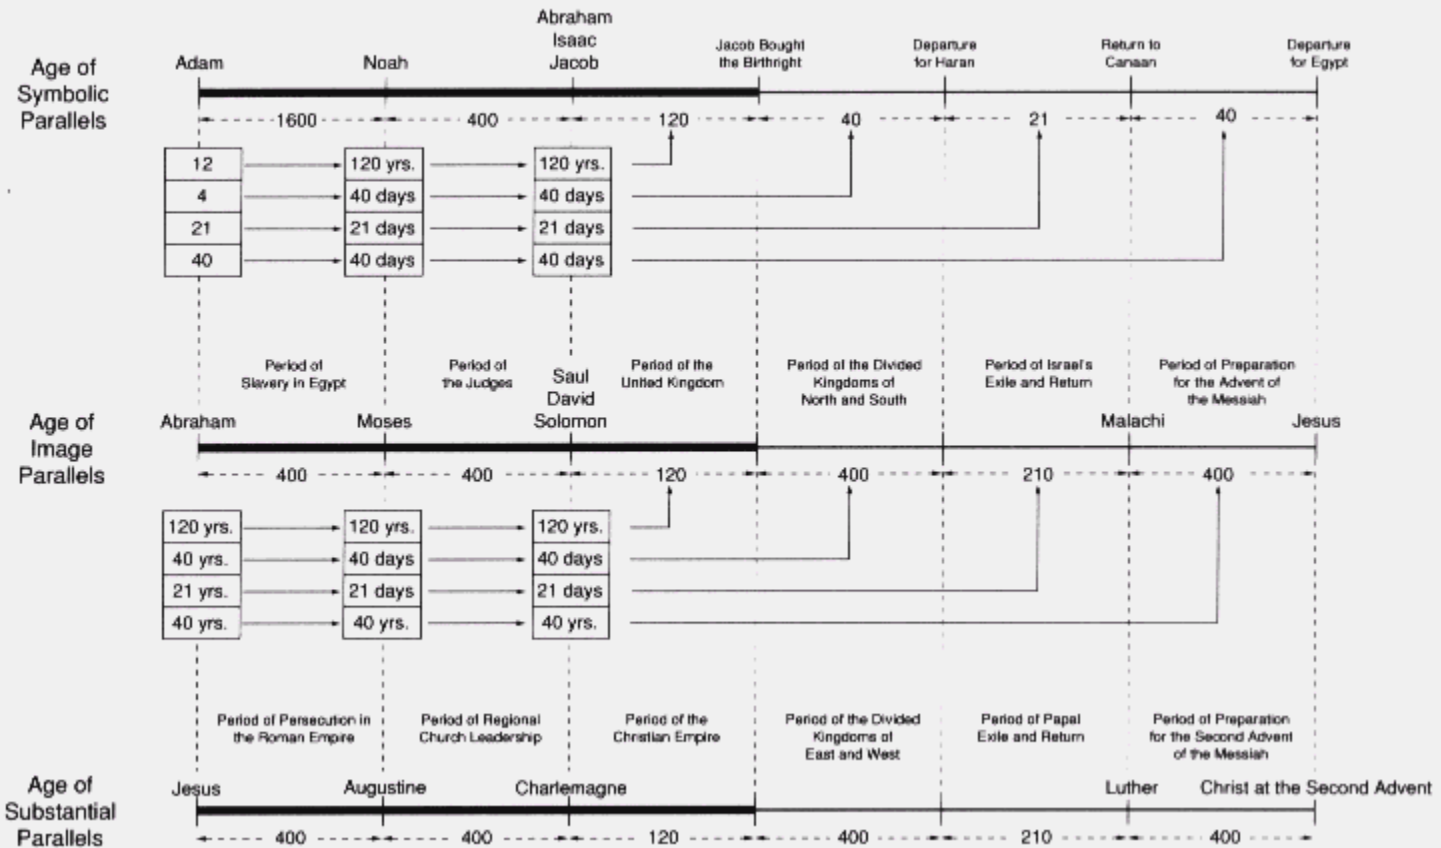 Age of
Symbolic
Parallels
Adam
Noah
Abraham
Isaac
Jacob
Jacob Bought
the Birthright
Departure
for Haran
Return to
Canaan
Departure
for Egypt
1600
400
120
40
21
40
12
120 yrs.
120 yrs.
4
40 days
40 days
21
21 days
21 days
40
40 days
40 days
Period of
Slavery in Egypt
Period of
the Judges
Period of the
United Kingdom
Period of the Divided
Kingdoms of
North and South
Period of Israel's
Exile and Return
Period of Preparation
for the Advent of
the Messiah
Age of
Image
Parallels
Abraham
Moses
Saul
David
Solomon
Malachi
Jesus
400
400
120
400
210
400
120 yrs.
120 yrs.
120 yrs.
40 yrs.
40 days
40 days
21 yrs.
21 days
21 days
40 yrs.
40 yrs.
40 yrs.
Period of Persecution in
the Roman Empire
Period of Regional
Church Leadership
Period of the
Christian Empire
Period of the Divided
Kingdoms of
East and West
Period of Papal
Exile and Return
Period of Preparation
for the Second Advent
of the Messiah
Age of
Substantial
Parallels
Jesus
Augustine
Charlemagne
Luther
Christ at the Second Advent
400
400
120
400
210
400